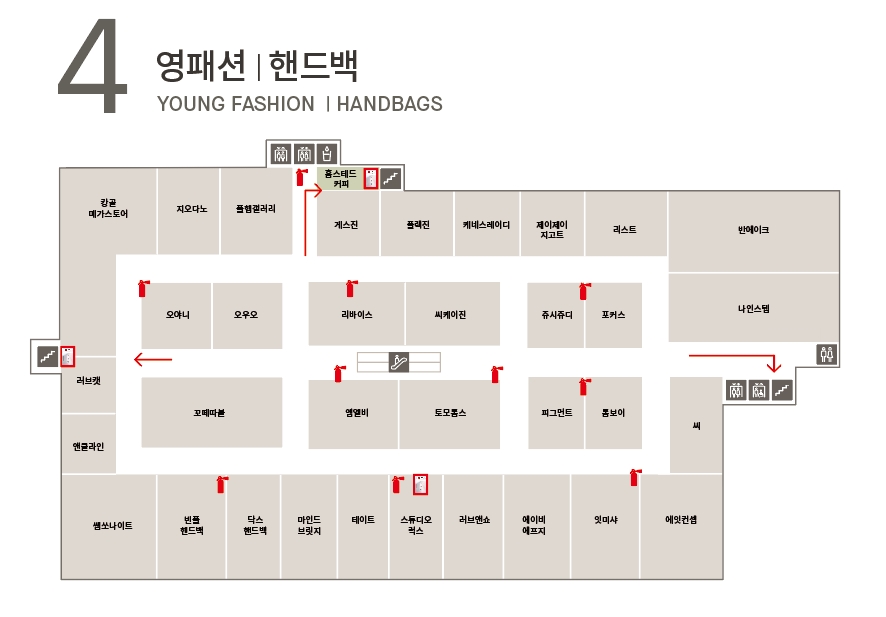 4
영패션 | 핸드백
YOUNG FASHION | HANDBAGS
홈스테드
커피
캉골
메가스토어
지오다노
플헴갤러리
게스진
플랙진
케네스레이디
제이제이
지고트
리스트
반에이크
나인스텝
오야니
오우오
리바이스
씨케이진
쥬시쥬디
포커스
러브캣
앤클라인
꼬떼따블
엠엘비
토모톰스
피그먼트
톰보이
씨
쌤쏘나이트
빈폴
핸드백
닥스
핸드백
마인드
브릿지
테이트
스튜디오
럭스
러브앤쇼
에이비
에프지
잇미샤
에잇컨셉